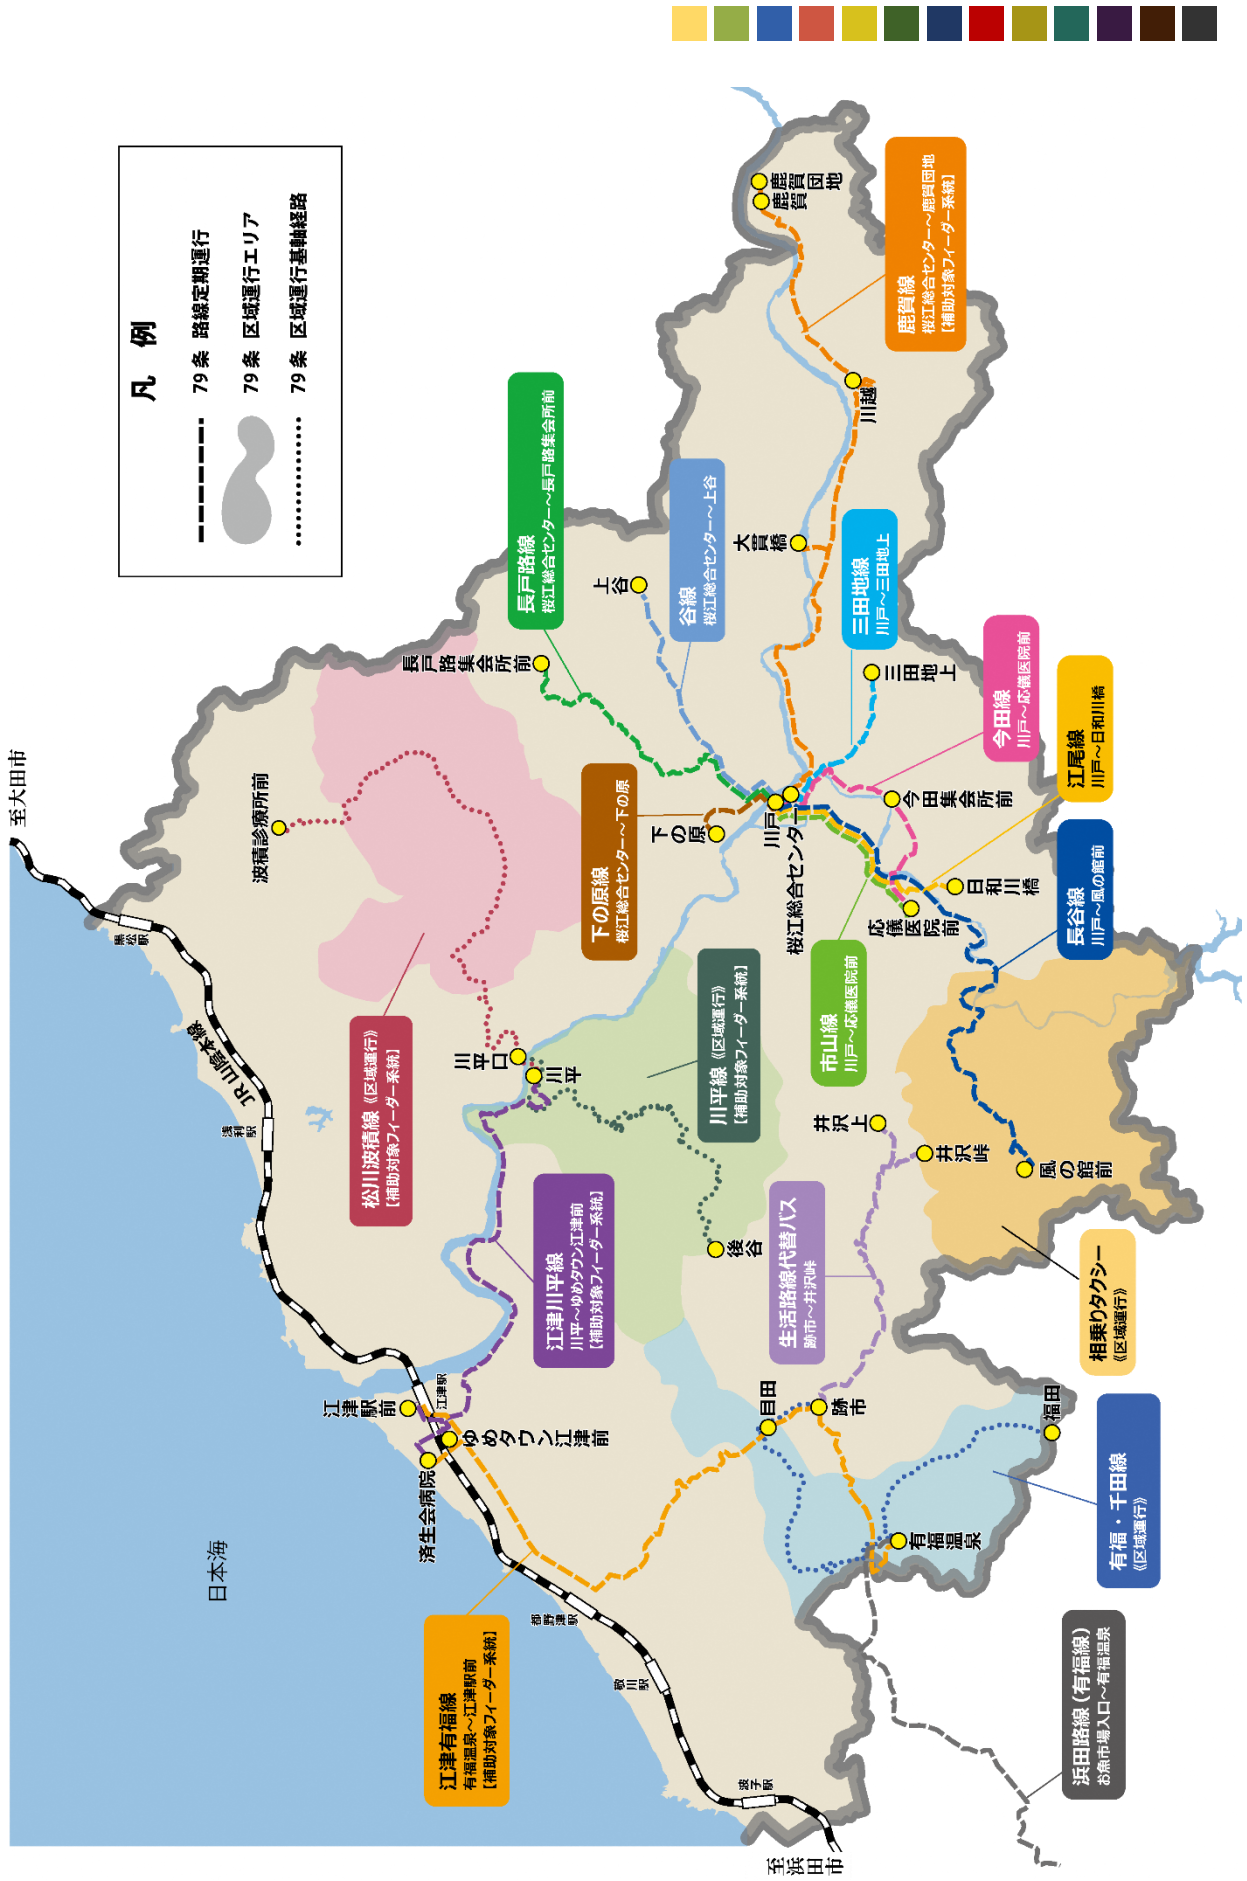 凡 例
79条 路線定期運行
79条 区域運行エリア
79条 区域運行基軸経路
至大田市
日本海
JR山陰本線
黒松駅
浅利駅
江津駅
都野津駅
敬川駅
波子駅
至浜田市
波積診療所前
松川波積線《区域運行》
【補助対象フィーダー系統】
川平口
川平
江津川平線
川平～ゆめタウン江津前
【補助対象フィーダー系統】
江津駅前
ゆめタウン江津前
済生会病院
江津有福線
有福温泉～江津駅前
【補助対象フィーダー系統】
長戸路線
桜江総合センター～長戸路集会所前
長戸路集会所前
上谷
谷線
桜江総合センター～上谷
下の原線
桜江総合センター～下の原
下の原
川戸
桜江総合センター
川平線《区域運行》
【補助対象フィーダー系統】
後谷
生活路線代替バス
跡市～井沢峠
井沢上
井沢峠
目田
跡市
有福温泉
福田
有福・千田線
《区域運行》
浜田路線(有福線)
お魚市場入口～有福温泉
相乗りタクシー
《区域運行》
風の館前
長谷線
川戸～風の館前
市山線
川戸～応儀医院前
応儀医院前
日和川橋
江尾線
川戸～日和川橋
今田集会所前
今田線
川戸～応儀医院前
三田地上
三田地線
川戸～三田地上
大貫橋
川越
鹿賀
鹿賀団地
鹿賀線
桜江総合センター～鹿賀団地
【補助対象フィーダー系統】